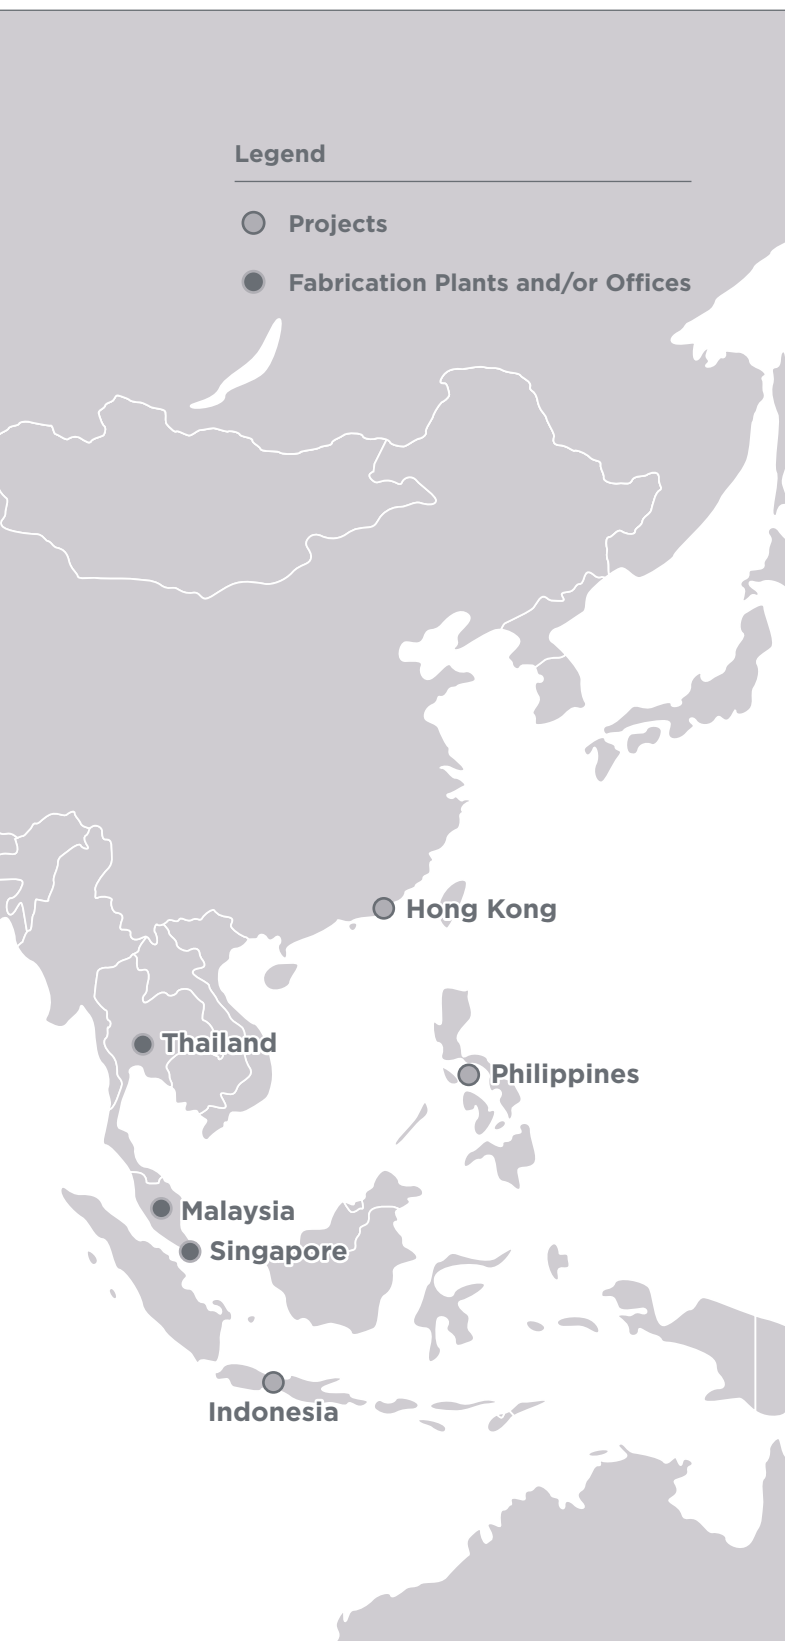 Legend
Projects
Fabrication Plants and/or Offices
Hong Kong
Thailand
Philippines
Malaysia
Singapore
Indonesia